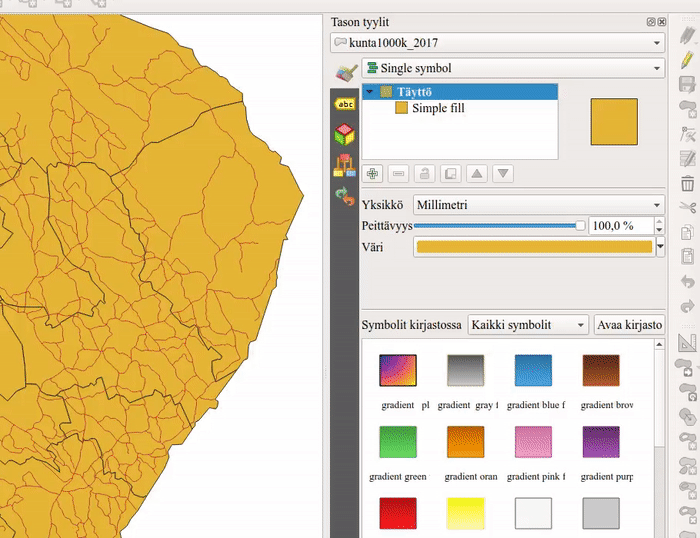 Tason tyylit
kunta1000k_2017
Single symbol
abc
Täyttö
Simple fill
Yksikkö Millimetri
Peittävyys 100,0 %
Väri
Symbolit kirjastossa Kaikki symbolit Avaa kirjasto
gradient pl gradient gray f gradient blue f gradient brov
gradient green gradient oran gradient pink f gradient purp